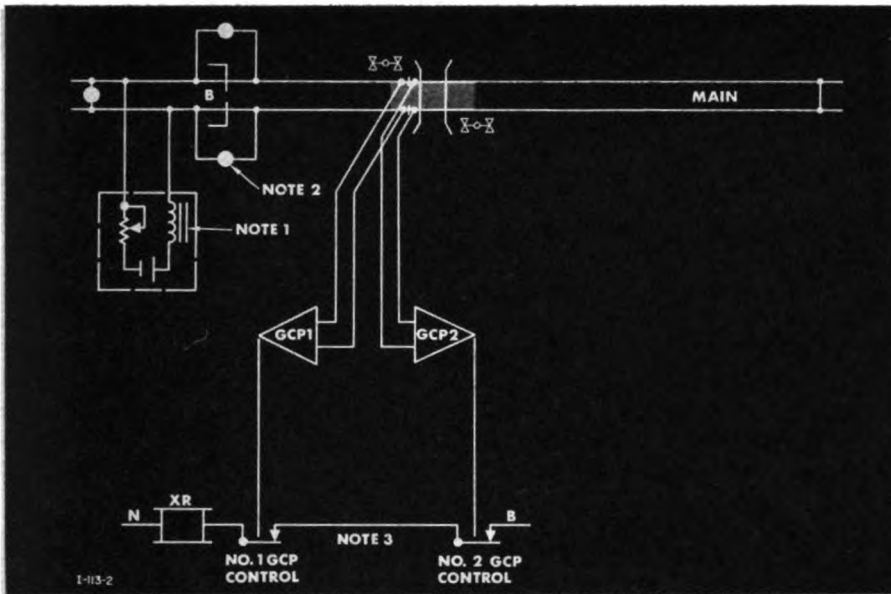 B
MAIN
NOTE 2
NOTE 1
GCP1
GCP2
XR
N
NOTE 3
B
NO. 1 GCP
CONTROL
NO. 2 GCP
CONTROL
I-113-2